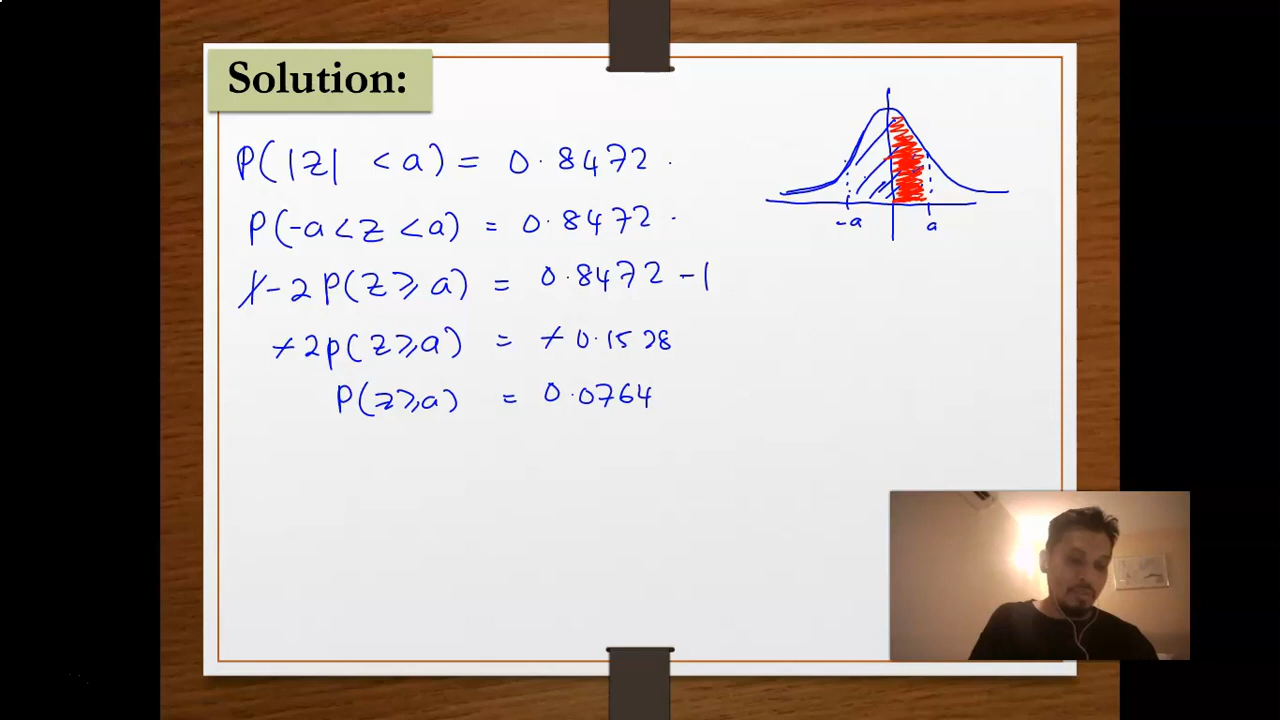 Solution:
P(|Z| < a) = 0.8472.
P(-a < Z < a) = 0.8472.
1 - 2P(Z ≥ a) = 0.8472 - 1
-2P(Z ≥ a) = -0.1528
P(Z ≥ a) = 0.0764
-a a